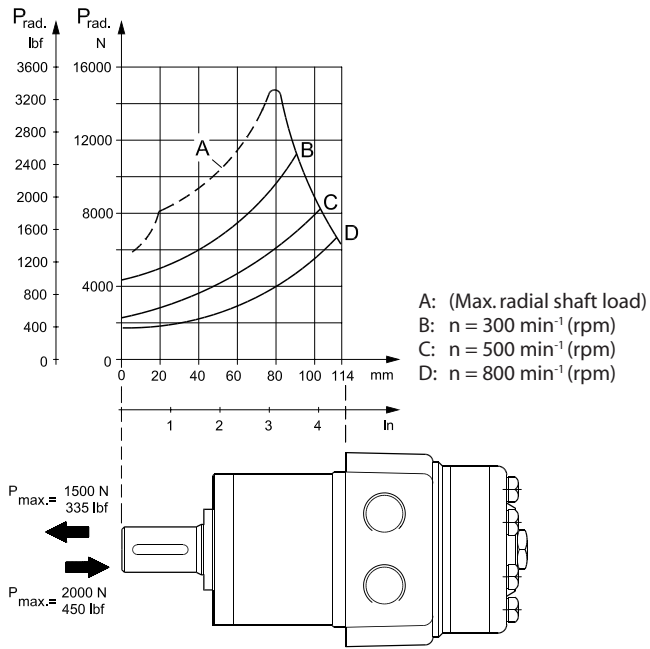 Prad. Prad.
lbf N
3600 16000
3200
2800 12000
2400
2000 8000
1600
1200 4000
800
400
0 0
A
B
C
D
0 20 40 60 80 100 114 mm
1 2 3 4 In
A: (Max. radial shaft load)
B: n = 300 min-1 (rpm)
C: n = 500 min-1 (rpm)
D: n = 800 min-1 (rpm)
Pmax.= 1500 N
335 lbf
Pmax.= 2000 N
450 lbf